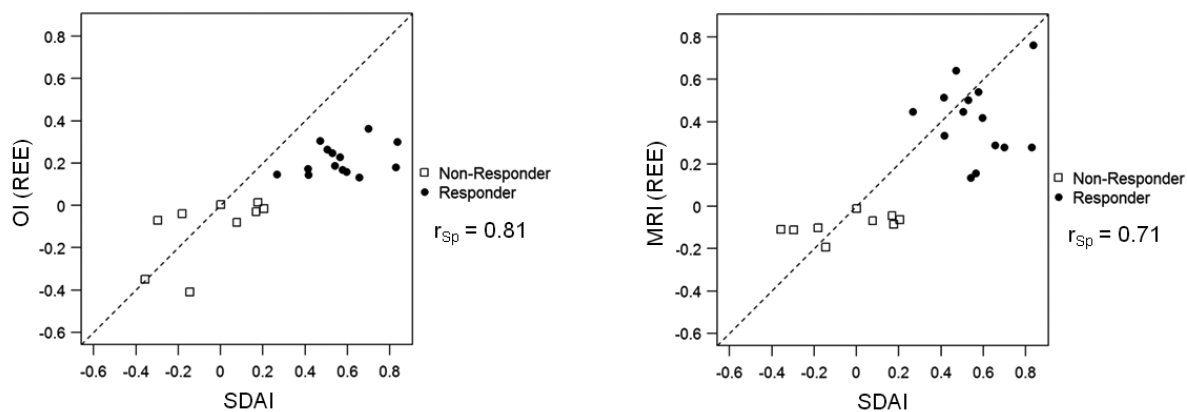 0.8
0.6
0.4
0.2
0
-0.2
-0.4
-0.6
OI (REE)
-0.6 -0.4 -0.2 0 0.2 0.4 0.6 0.8
SDAI
Non-Responder
Responder
rSp = 0.81
0.8
0.6
0.4
0.2
0
-0.2
-0.4
-0.6
MRI (REE)
-0.6 -0.4 -0.2 0 0.2 0.4 0.6 0.8
SDAI
Non-Responder
Responder
rSp = 0.71